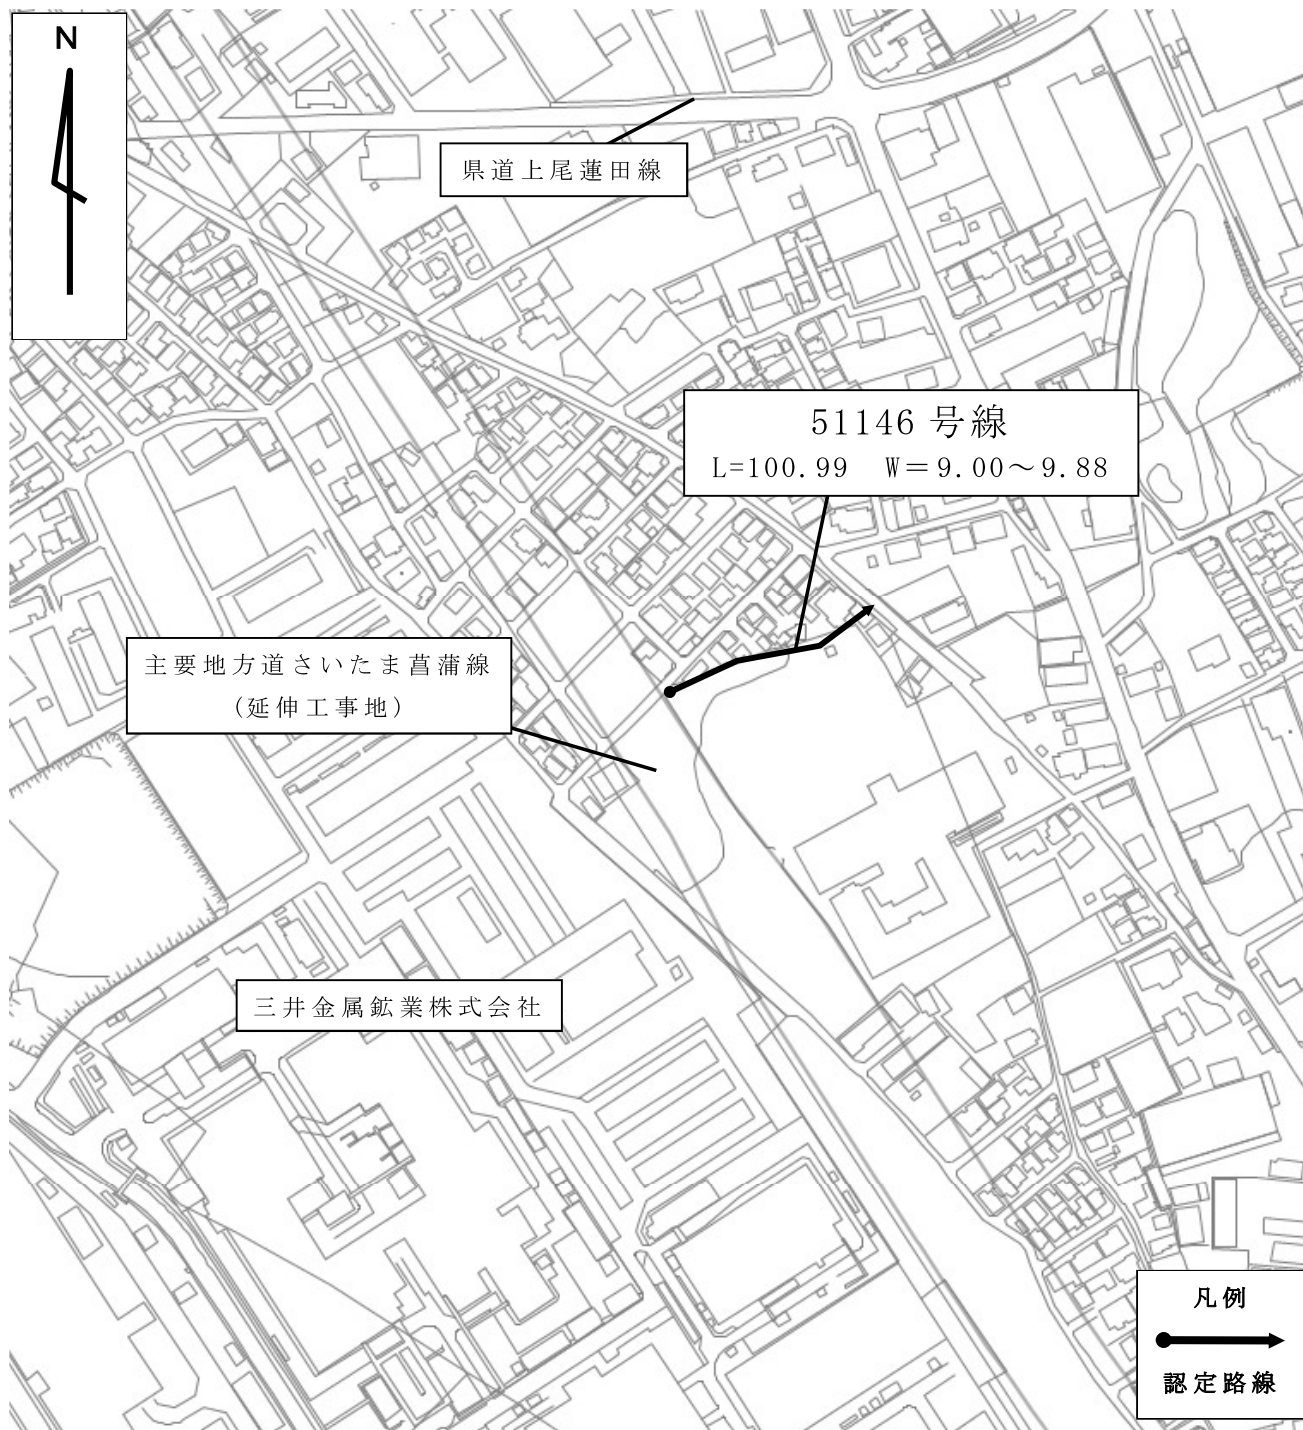 N
県道上尾蓮田線
51146 号線
L=100.99 W=9.00～9.88
主要地方道さいたま菖蒲線
(延伸工事地)
三井金属鉱業株式会社
凡例
認定路線